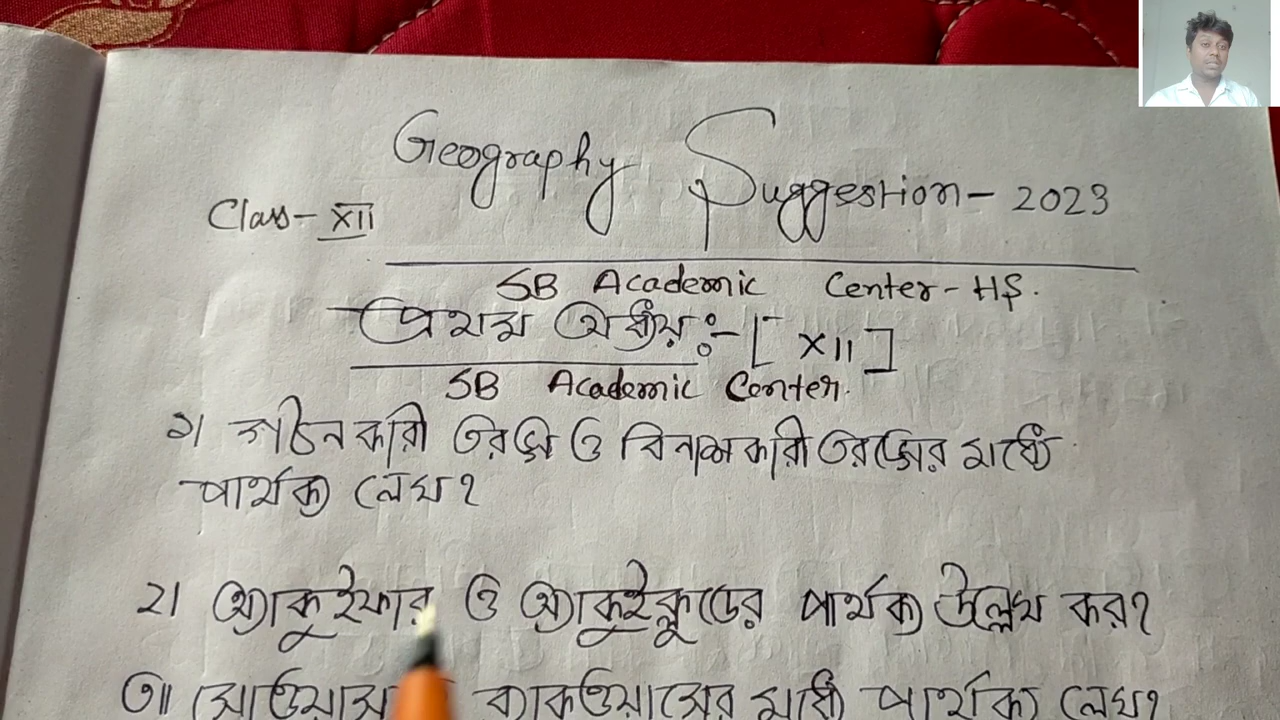 Geography Suggestion - 2023
Class - XII
SB Academic Center - HS.
প্রথম অধ্যায় :- [ XII ]
SB Academic Center.
১। গঠনকারী তরঙ্গ ও বিনাশকারী তরঙ্গের মধ্যে
পার্থক্য লেখ?
২। অ্যাকুইফার ও অ্যাকুইক্লুডের পার্থক্য উল্লেখ কর?
৩॥ সোওয়াস ব্যাকওয়াসের মধ্যে পার্থক্য লেখ?